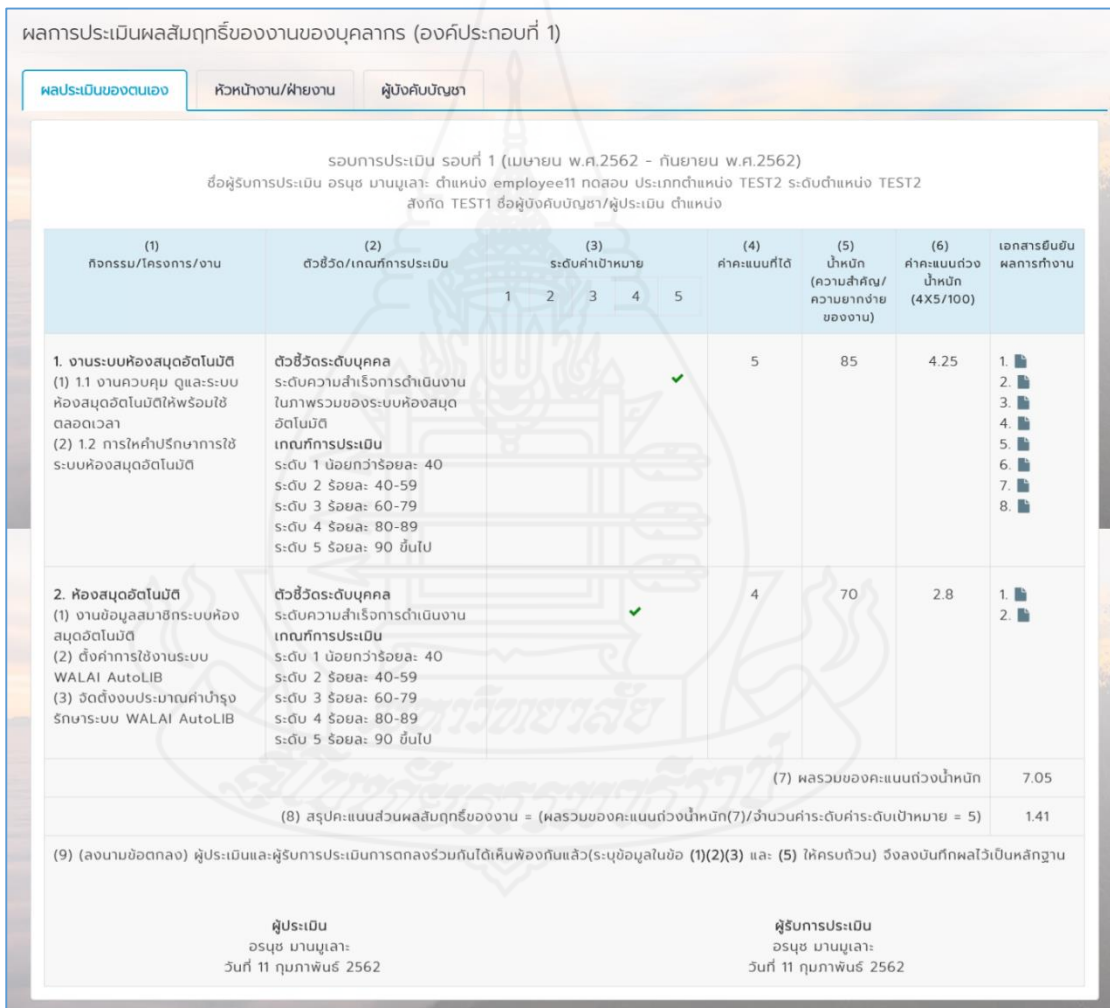 ผลการประเมินผลสัมฤทธิ์ของงานของบุคลากร (องค์ประกอบที่ 1)
ผลประเมินของตนเอง
หัวหน้างาน/ฝ่ายงาน
ผู้บังคับบัญชา
รอบการประเมิน รอบที่ 1 (เมษายน พ.ศ.2562 - กันยายน พ.ศ.2562)
ชื่อผู้รับการประเมิน อรนุช มานมูเลาะ ตำแหน่ง employee11 ทดสอบ ประเภทตำแหน่ง TEST2 ระดับตำแหน่ง TEST2
สังกัด TEST1 ชื่อผู้บังคับบัญชา/ผู้ประเมิน ตำแหน่ง
(1)
กิจกรรม/โครงการ/งาน
(2)
ตัวชี้วัด/เกณฑ์การประเมิน
(3)
ระดับค่าเป้าหมาย
1 2 3 4 5
(4)
ค่าคะแนนที่ได้
(5)
น้ำหนัก
(ความสำคัญ/
ความยากง่าย
ของงาน)
(6)
ค่าคะแนนถ่วง
น้ำหนัก
(4X5/100)
เอกสารยืนยัน
ผลการทำงาน
1. งานระบบห้องสมุดอัตโนมัติ
(1) 1.1 งานควบคุม ดูและระบบ
ห้องสมุดอัตโนมัติให้พร้อมใช้
ตลอดเวลา
(2) 1.2 การใหคำปรึกษาการใช้
ระบบห้องสมุดอัตโนมัติ
ตัวชี้วัดระดับบุคคล
ระดับความสำเร็จการดำเนินงาน
ในภาพรวมของระบบห้องสมุด
อัตโนมัติ
เกณฑ์การประเมิน
ระดับ 1 น้อยกว่าร้อยละ 40
ระดับ 2 ร้อยละ 40-59
ระดับ 3 ร้อยละ 60-79
ระดับ 4 ร้อยละ 80-89
ระดับ 5 ร้อยละ 90 ขึ้นไป
5
85
4.25
1.
2.
3.
4.
5.
6.
7.
8.
2. ห้องสมุดอัตโนมัติ
(1) งานข้อมูลสมาชิกระบบห้อง
สมุดอัตโนมัติ
(2) ตั้งค่าการใช้งานระบบ
WALAI AutoLIB
(3) จัดตั้งงบประมาณค่าบำรุง
รักษาระบบ WALAI AutoLIB
ตัวชี้วัดระดับบุคคล
ระดับความสำเร็จการดำเนินงาน
เกณฑ์การประเมิน
ระดับ 1 น้อยกว่าร้อยละ 40
ระดับ 2 ร้อยละ 40-59
ระดับ 3 ร้อยละ 60-79
ระดับ 4 ร้อยละ 80-89
ระดับ 5 ร้อยละ 90 ขึ้นไป
4
70
2.8
1.
2.
(7) ผลรวมของคะแนนถ่วงน้ำหนัก 7.05
(8) สรุปคะแนนส่วนผลสัมฤทธิ์ของงาน = (ผลรวมของคะแนนถ่วงน้ำหนัก(7)/จำนวนค่าระดับค่าระดับเป้าหมาย = 5) 1.41
(9) (ลงนามข้อตกลง) ผู้ประเมินและผู้รับการประเมินการตกลงร่วมกันได้เห็นพ้องกันแล้ว(ระบุข้อมูลในข้อ (1)(2)(3) และ (5) ให้ครบถ้วน) จึงลงบันทึกผลไว้เป็นหลักฐาน
ผู้ประเมิน
อรนุช มานมูเลาะ
วันที่ 11 กุมภาพันธ์ 2562
ผู้รับการประเมิน
อรนุช มานมูเลาะ
วันที่ 11 กุมภาพันธ์ 2562
มหาวิทยาลัย
สุโขทัยธรรมาธิราช